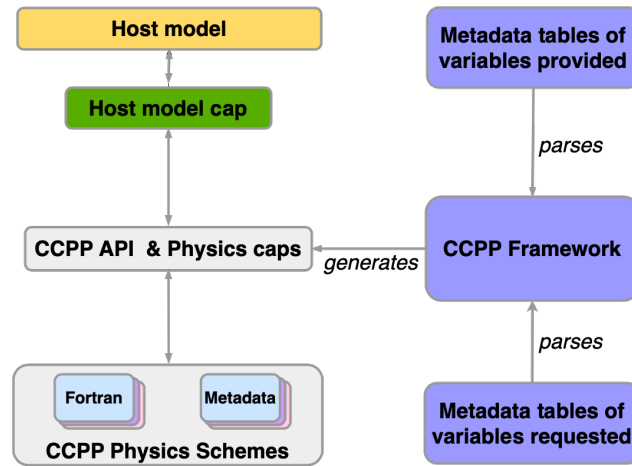 Host model
Host model cap
CCPP API & Physics caps
Fortran
Metadata
CCPP Physics Schemes
Metadata tables of
variables provided
parses
CCPP Framework
generates
parses
Metadata tables of
variables requested